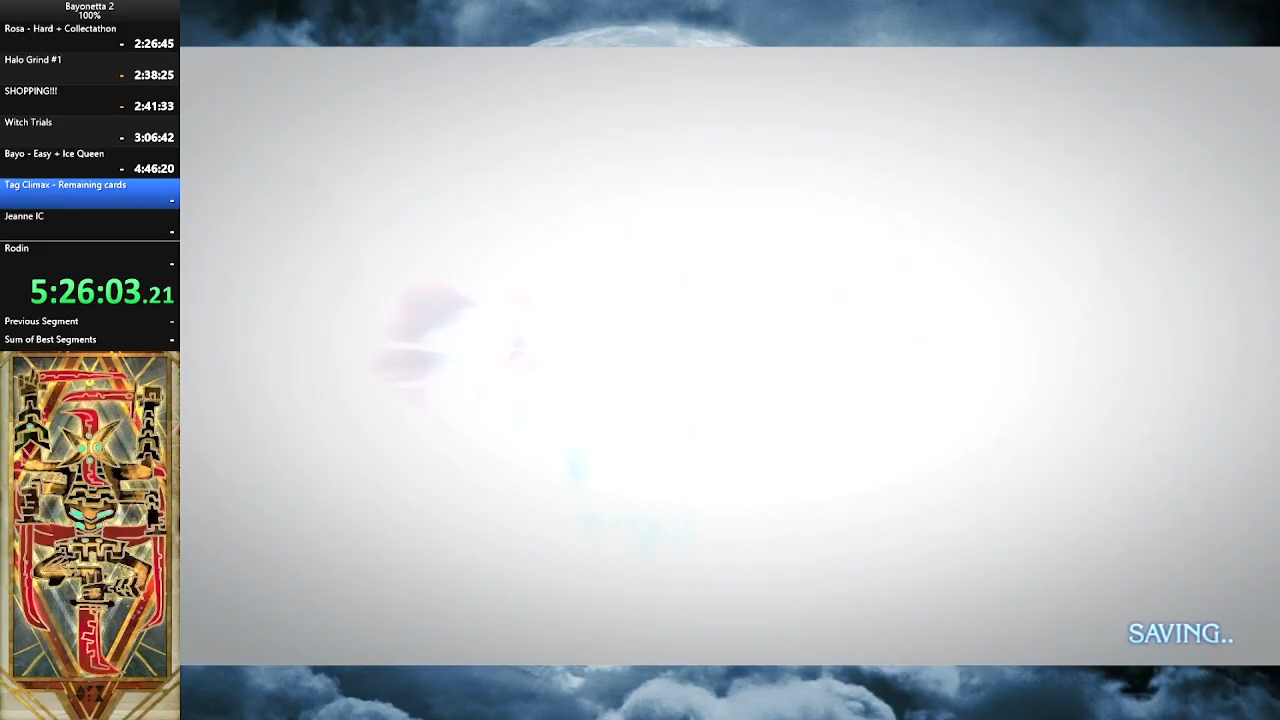 Bayonetta 2
100%
Rosa - Hard + Collectathon
- 2:26:45
Halo Grind #1
- 2:38:25
SHOPPING!!!
- 2:41:33
Witch Trials
- 3:06:42
Bayo - Easy + Ice Queen
- 4:46:20
Tag Climax - Remaining cards
-
Jeanne IC
-
Rodin
-
5:26:03.21
Previous Segment -
Sum of Best Segments -
SAVING..